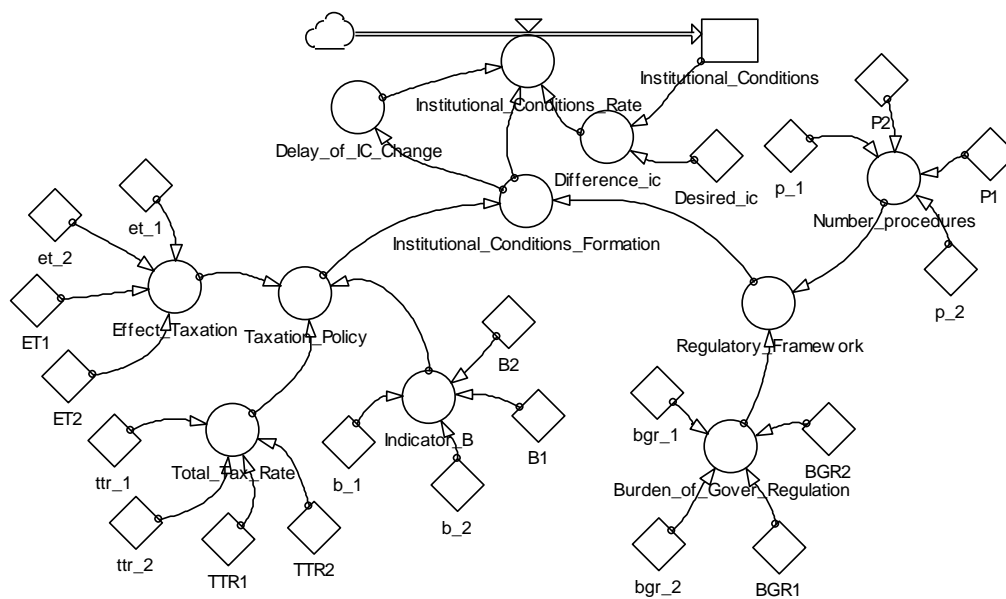 Institutional_Conditions
Institutional_Conditions_Rate
P2
Delay_of_IC_Change
Difference_ic
Desired_ic
p_1
P1
Number_procedures
et_1
et_2
Institutional_Conditions_Formation
p_2
ET1
Effect_Taxation
Taxation_Policy
Regulatory_Framework
B2
ET2
bgr_1
Indicator_B
b_1
B1
BGR2
ttr_1
Total_Tax_Rate
Burden_of_Gover_Regulation
b_2
ttr_2
TTR1
TTR2
bgr_2
BGR1